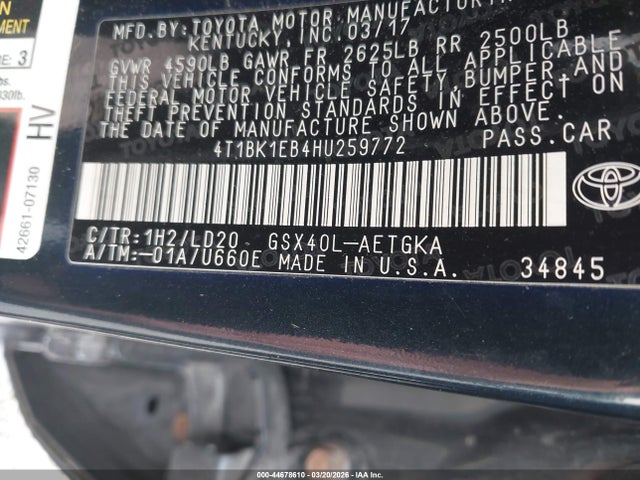 MFD.BY: TOYOTA MOTOR MANUFACTURING
KENTUCKY, INC. 03/17
GVWR 4590LB GAWR FR 2625LB RR 2500LB
THIS VEHICLE CONFORMS TO ALL APPLICABLE
FEDERAL MOTOR VEHICLE SAFETY, BUMPER, AND
THEFT PREVENTION STANDARDS IN EFFECT ON
THE DATE OF MANUFACTURE SHOWN ABOVE.
4T1BK1EB4HU259772 PASS.CAR
C/TR: 1H2/LD20 GSX40L-AETGKA
A/TM:-01A/U660E MADE IN U.S.A. 34845
TOYOTA
HV
42661-07130
000-44678610 | 03/20/2026 | IAA Inc.